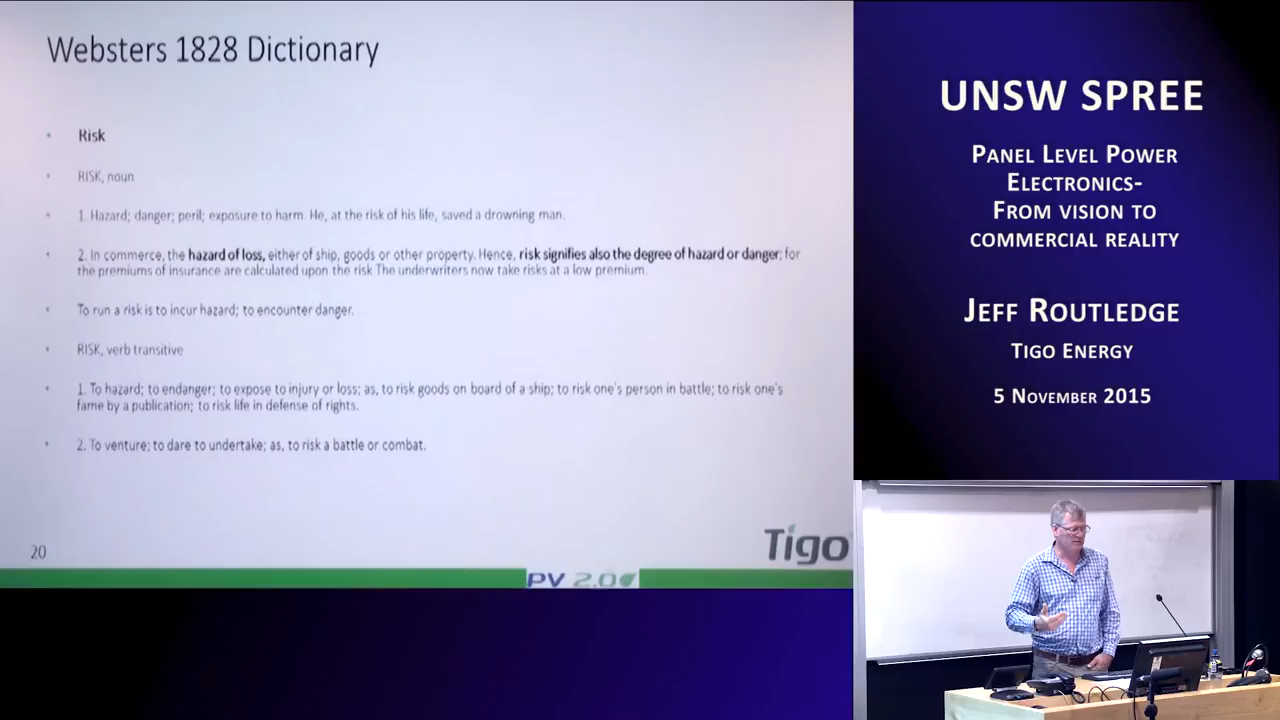 Websters 1828 Dictionary
• Risk
• RISK, noun
• 1. Hazard; danger; peril; exposure to harm. He, at the risk of his life, saved a drowning man.
• 2. In commerce, the hazard of loss, either of ship, goods or other property. Hence, risk signifies also the degree of hazard or danger; for
the premiums of insurance are calculated upon the risk The underwriters now take risks at a low premium.
• To run a risk is to incur hazard; to encounter danger.
• RISK, verb transitive
• 1. To hazard; to endanger; to expose to injury or loss; as, to risk goods on board of a ship; to risk one's person in battle; to risk one's
fame by a publication; to risk life in defense of rights.
• 2. To venture; to dare to undertake; as, to risk a battle or combat.
20
Tigo
PV 2.0
UNSW SPREE
PANEL LEVEL POWER
ELECTRONICS-
FROM VISION TO
COMMERCIAL REALITY
JEFF ROUTLEDGE
TIGO ENERGY
5 NOVEMBER 2015